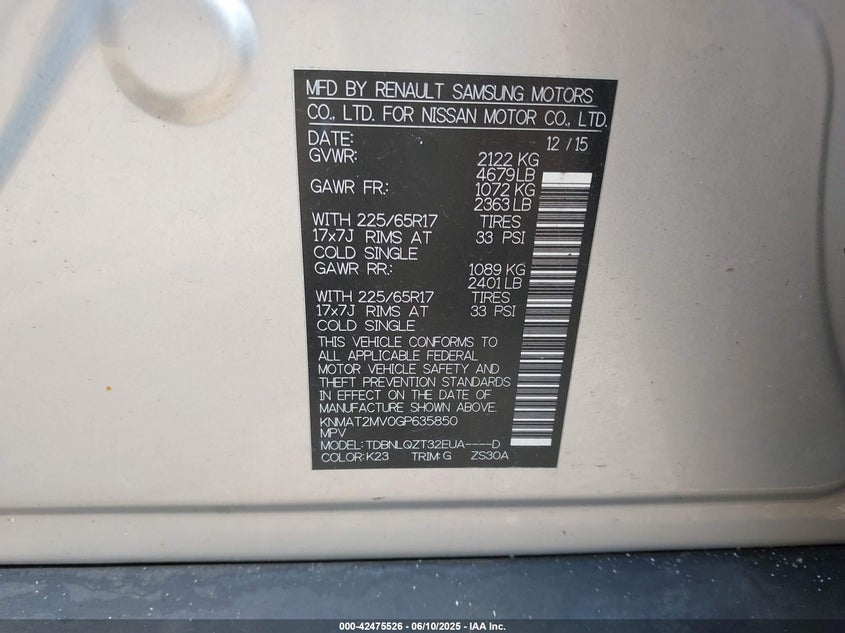 MFD BY RENAULT SAMSUNG MOTORS
CO., LTD. FOR NISSAN MOTOR CO., LTD.
DATE: 12 / 15
GVWR: 2122 KG
4679 LB
GAWR FR.: 1072 KG
2363 LB
WITH 225/65R17 TIRES
17x7J RIMS AT 33 PSI
COLD SINGLE
GAWR RR.: 1089 KG
2401 LB
WITH 225/65R17 TIRES
17x7J RIMS AT 33 PSI
COLD SINGLE
THIS VEHICLE CONFORMS TO
ALL APPLICABLE FEDERAL
MOTOR VEHICLE SAFETY AND
THEFT PREVENTION STANDARDS
IN EFFECT ON THE DATE OF
MANUFACTURE SHOWN ABOVE.
KNMAT2MV0GP635850
MPV
MODEL: TDBNLQZT32EUA----D
COLOR: K23 TRIM: G ZS30A
000-42475526 - 06/10/2025 - IAA Inc.